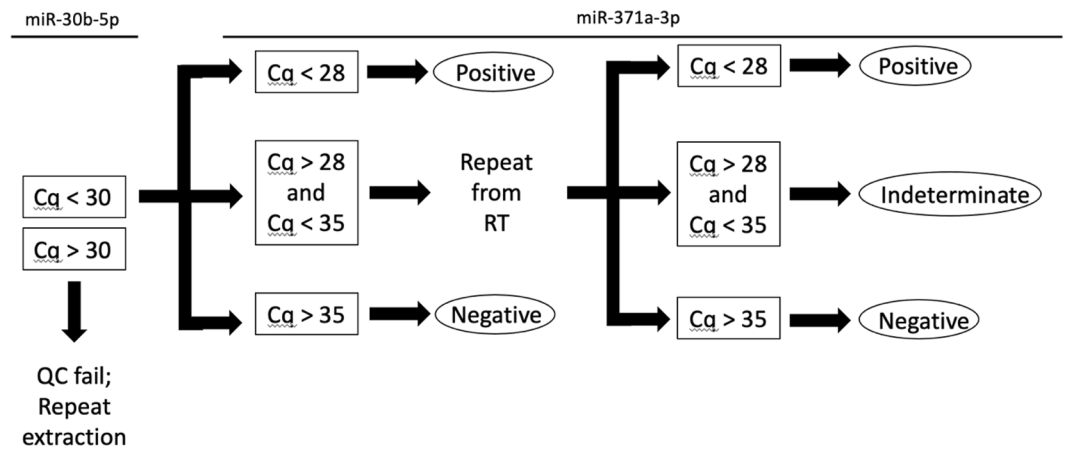 miR-30b-5p
miR-371a-3p
Cq < 30
Cq > 30
QC fail;
Repeat
extraction
Cq < 28
Positive
Cq > 28
and
Cq < 35
Repeat
from
RT
Cq > 35
Negative
Cq < 28
Positive
Cq > 28
and
Cq < 35
Indeterminate
Cq > 35
Negative